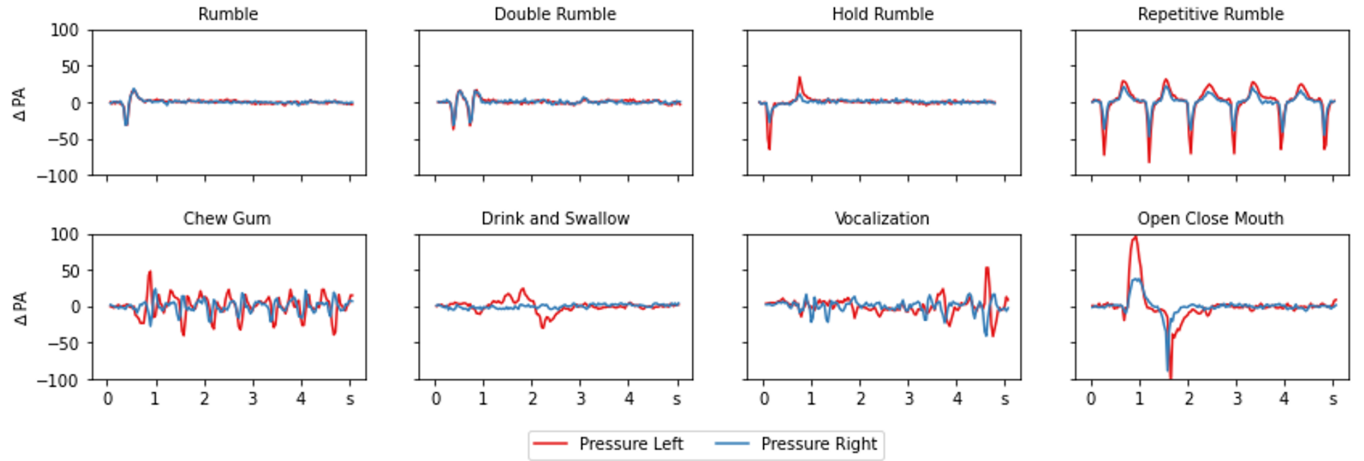 Rumble Double Rumble Hold Rumble Repetitive Rumble
100
50
0
−50
−100
Δ PA
Chew Gum Drink and Swallow Vocalization Open Close Mouth
100
50
0
−50
−100
Δ PA
0 1 2 3 4 s 0 1 2 3 4 s 0 1 2 3 4 s 0 1 2 3 4 s
Pressure Left Pressure Right